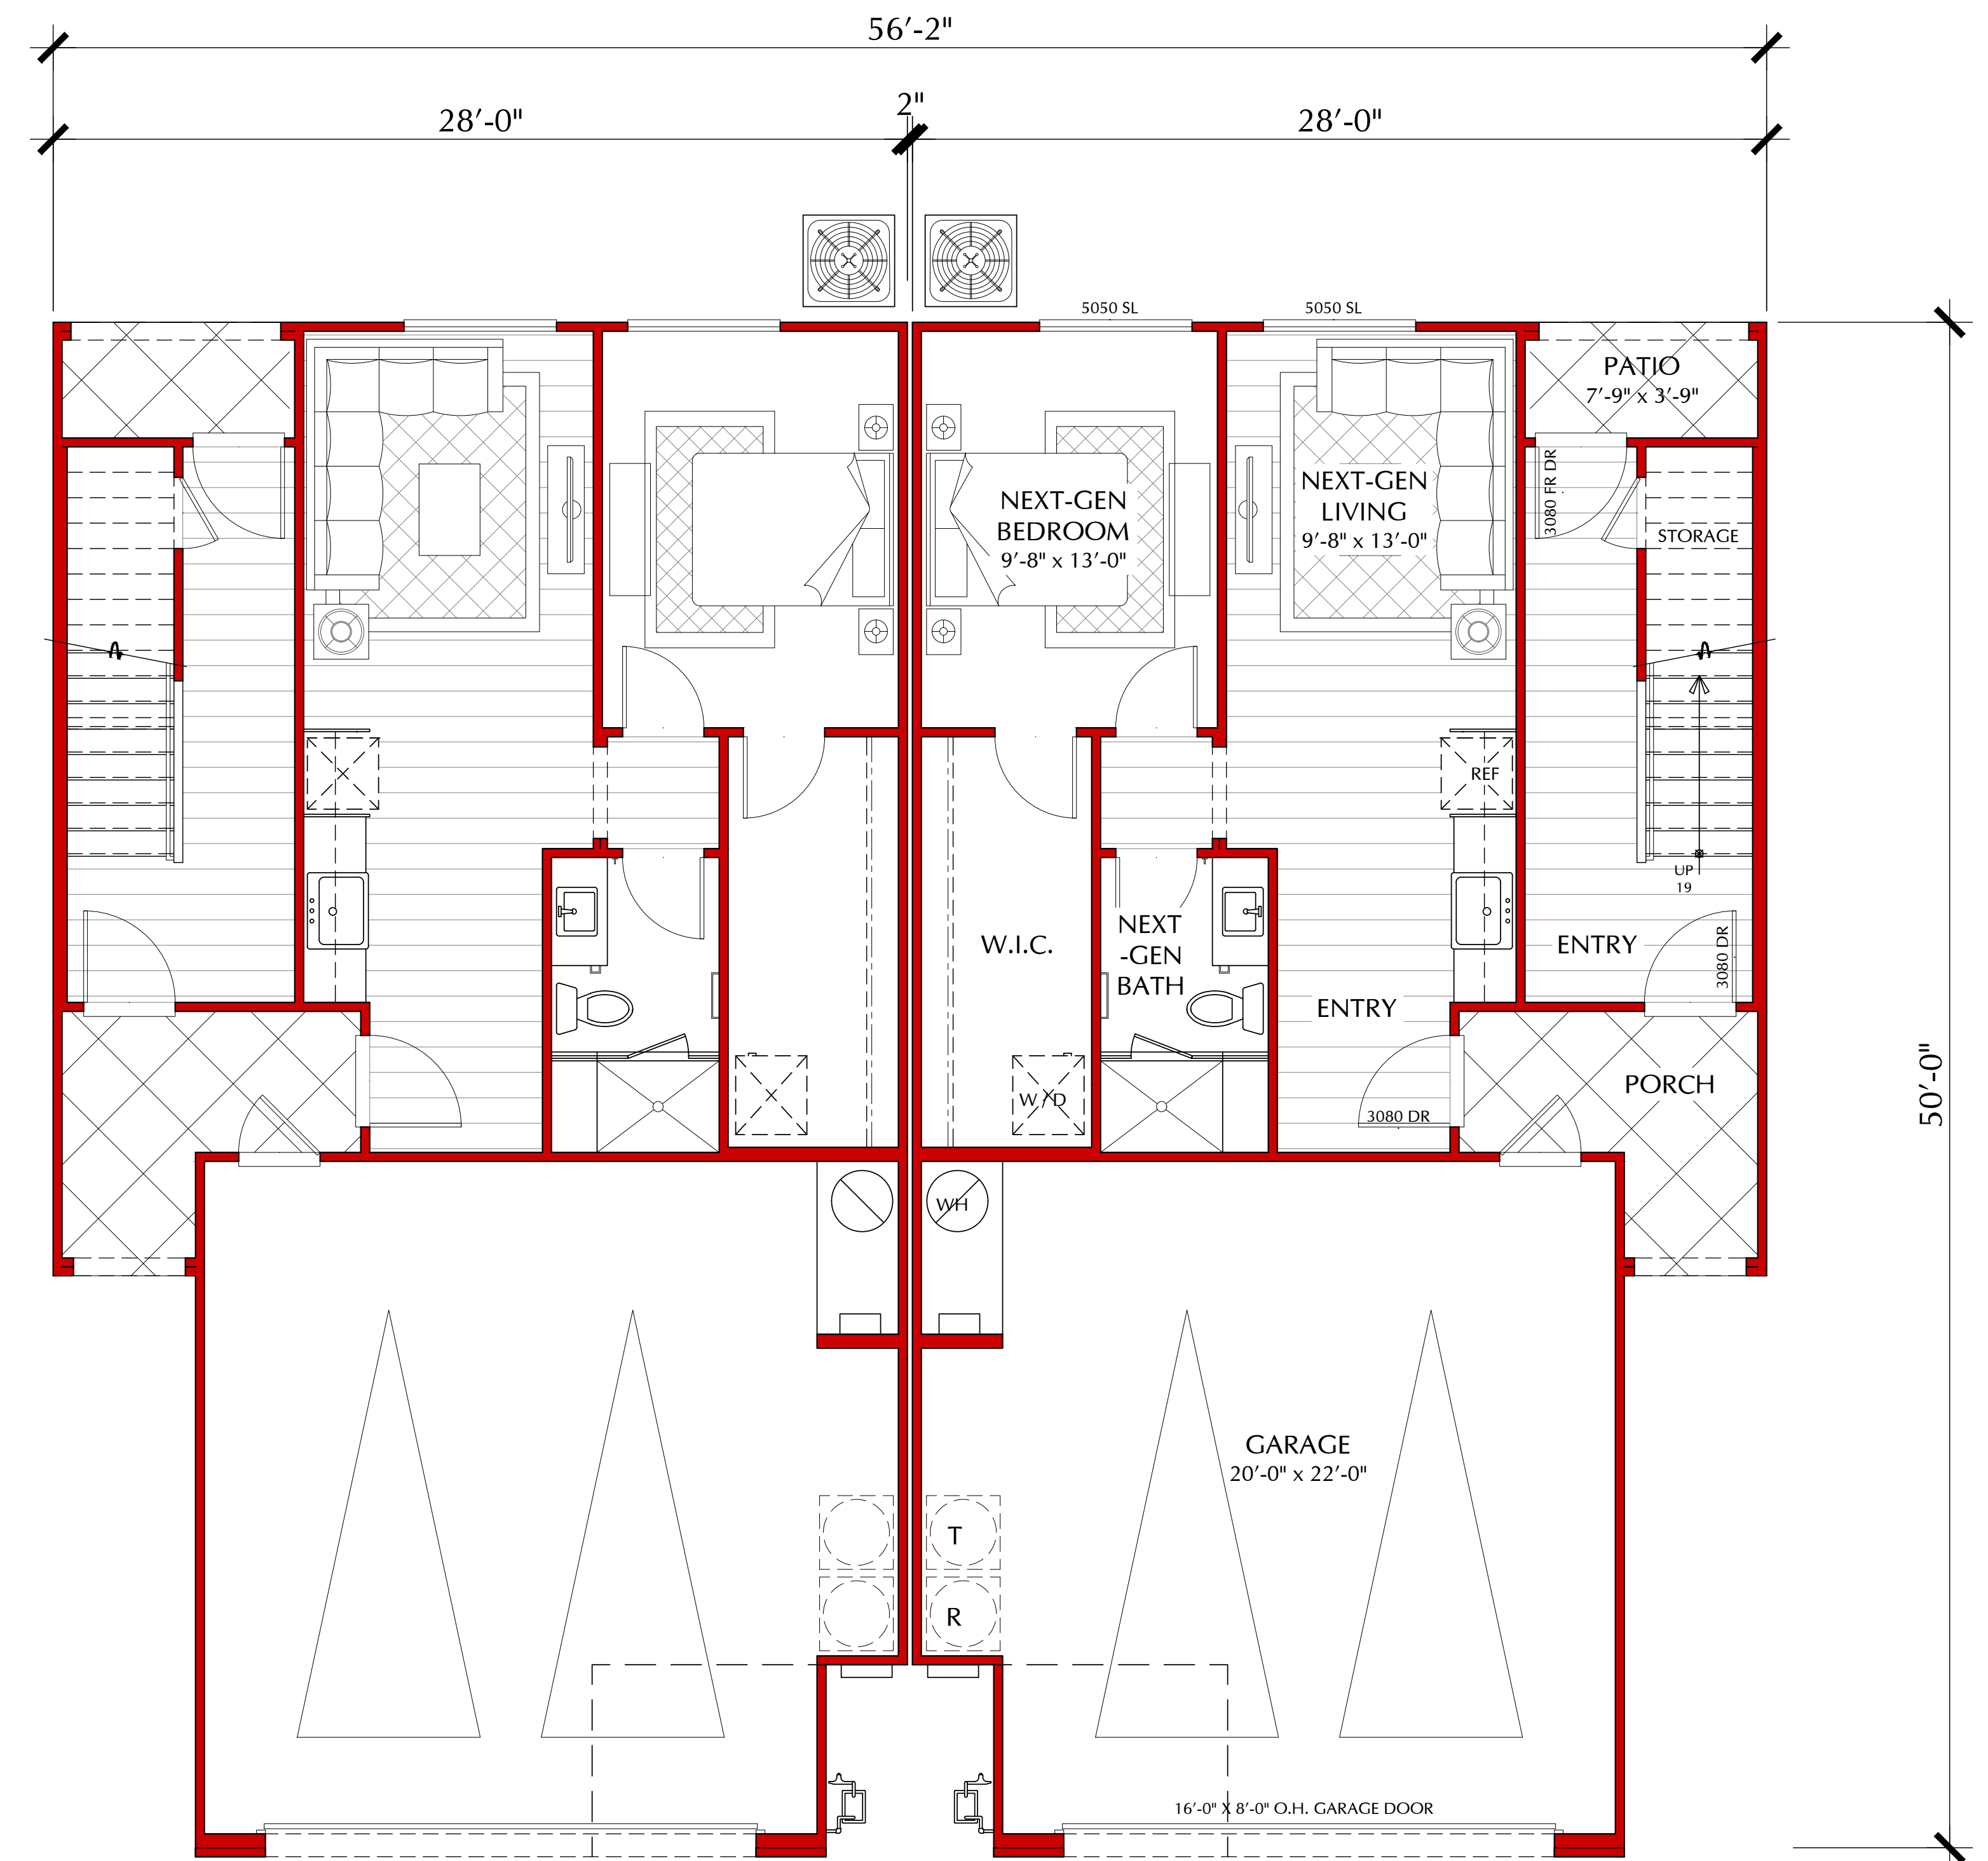 56'-2"
28'-0"
2"
28'-0"
5050 SL
5050 SL
PATIO
7'-9" x 3'-9"
NEXT-GEN
BEDROOM
9'-8" x 13'-0"
NEXT-GEN
LIVING
9'-8" x 13'-0"
3080 FR DR
STORAGE
REF
UP
19
W.I.C.
NEXT
-GEN
BATH
ENTRY
3080 DR
ENTRY
50'-0"
W / D
3080 DR
PORCH
WH
GARAGE
20'-0" x 22'-0"
T
R
16'-0" X 8'-0" O.H. GARAGE DOOR